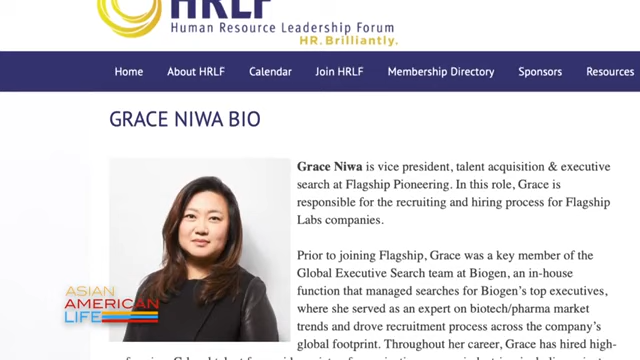 HRLF
Human Resource Leadership Forum
HR. Brilliantly.
Home About HRLF Calendar Join HRLF Membership Directory Sponsors Resources
GRACE NIWA BIO
Grace Niwa is vice president, talent acquisition & executive
search at Flagship Pioneering. In this role, Grace is
responsible for the recruiting and hiring process for Flagship
Labs companies.
Prior to joining Flagship, Grace was a key member of the
Global Executive Search team at Biogen, an in-house
function that managed searches for Biogen's top executives,
where she served as an expert on biotech/pharma market
trends and drove recruitment process across the company's
global footprint. Throughout her career, Grace has hired high-
ASIAN
AMERICAN
LIFE